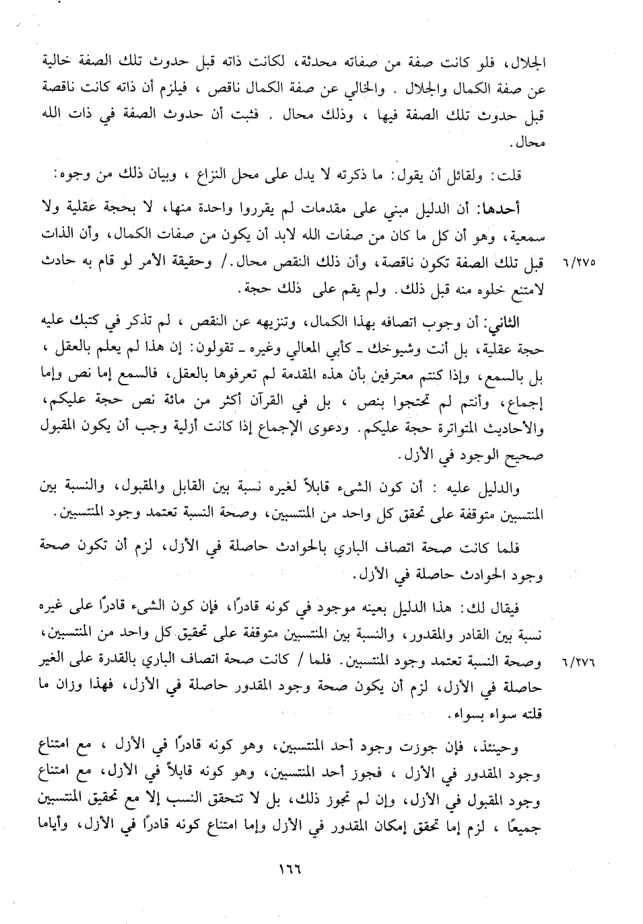 الجلال، فلو كانت صفة من صفاته محدثة، لكانت ذاته قبل حدوث تلك الصفة خالية
عن صفة الكمال والجلال . والخالي عن صفة الكمال ناقص ، فيلزم أن ذاته كانت ناقصة
قبل حدوث تلك الصفة فيها ، وذلك محال . فثبت أن حدوث الصفة في ذات الله
محال.
قلت: ولقائل أن يقول: ما ذكرته لا يدل على محل النزاع ، وبيان ذلك من وجوه:
أحدها: أن الدليل مبني على مقدمات لم يقرروا واحدة منها، لا بحجة عقلية ولا
سمعية، وهو أن كل ما كان من صفات الله لابد أن يكون من صفات الكمال، وأن الذات
قبل تلك الصفة تكون ناقصة، وأن ذلك النقص محال./ وحقيقة الأمر لو قام به حادث
٦/٢٧٥
لامتنع خلوه منه قبل ذلك. ولم يقم على ذلك حجة.
الثاني: أن وجوب اتصافه بهذا الكمال، وتنزيهه عن النقص ، لم تذكر في كتبك عليه
حجة عقلية، بل أنت وشيوخك ـ كأبي المعالي وغيره ـ تقولون: إن هذا لم يعلم بالعقل ،
بل بالسمع، وإذا كنتم معترفين بأن هذه المقدمة لم تعرفوها بالعقل، فالسمع إما نص وإما
إجماع، وأنتم لم تحتجوا بنص ، بل في القرآن أكثر من مائة نص حجة عليكم،
والأحاديث المتواترة حجة عليكم. ودعوى الإجماع إذا كانت أزلية وجب أن يكون المقبول
صحيح الوجود في الأزل.
والدليل عليه : أن كون الشىء قابلاً لغيره نسبة بين القابل والمقبول، والنسبة بين
المنتسبين متوقفة على تحقق كل واحد من المنتسبين، وصحة النسبة تعتمد وجود المنتسبين.
فلما كانت صحة اتصاف الباري بالحوادث حاصلة في الأزل، لزم أن تكون صحة
وجود الحوادث حاصلة في الأزل.
فيقال لك: هذا الدليل بعينه موجود في كونه قادرًا، فإن كون الشىء قادرًا على غيره
نسبة بين القادر والمقدور، والنسبة بين المنتسبين متوقفة على تحقيق كل واحد من المنتسبين،
وصحة النسبة تعتمد وجود المنتسبين. فلما / كانت صحة اتصاف الباري بالقدرة على الغير
٦/٢٧٦
حاصلة في الأزل، لزم أن يكون صحة وجود المقدور حاصلة في الأزل، فهذا وزان ما
قلته سواء بسواء.
وحينئذ، فإن جوزت وجود أحد المنتسبين، وهو كونه قادرًا في الأزل ، مع امتناع
وجود المقدور في الأزل ، فجوز أحد المنتسبين، وهو كونه قابلاً في الأزل، مع امتناع
وجود المقبول في الأزل، وإن لم تجوز ذلك، بل لا تتحقق النسب إلا مع تحقيق المنتسبين
جميعًا ، لزم إما تحقق إمكان المقدور في الأزل وإما امتناع كونه قادرًا في الأزل، وأياما
١٦٦